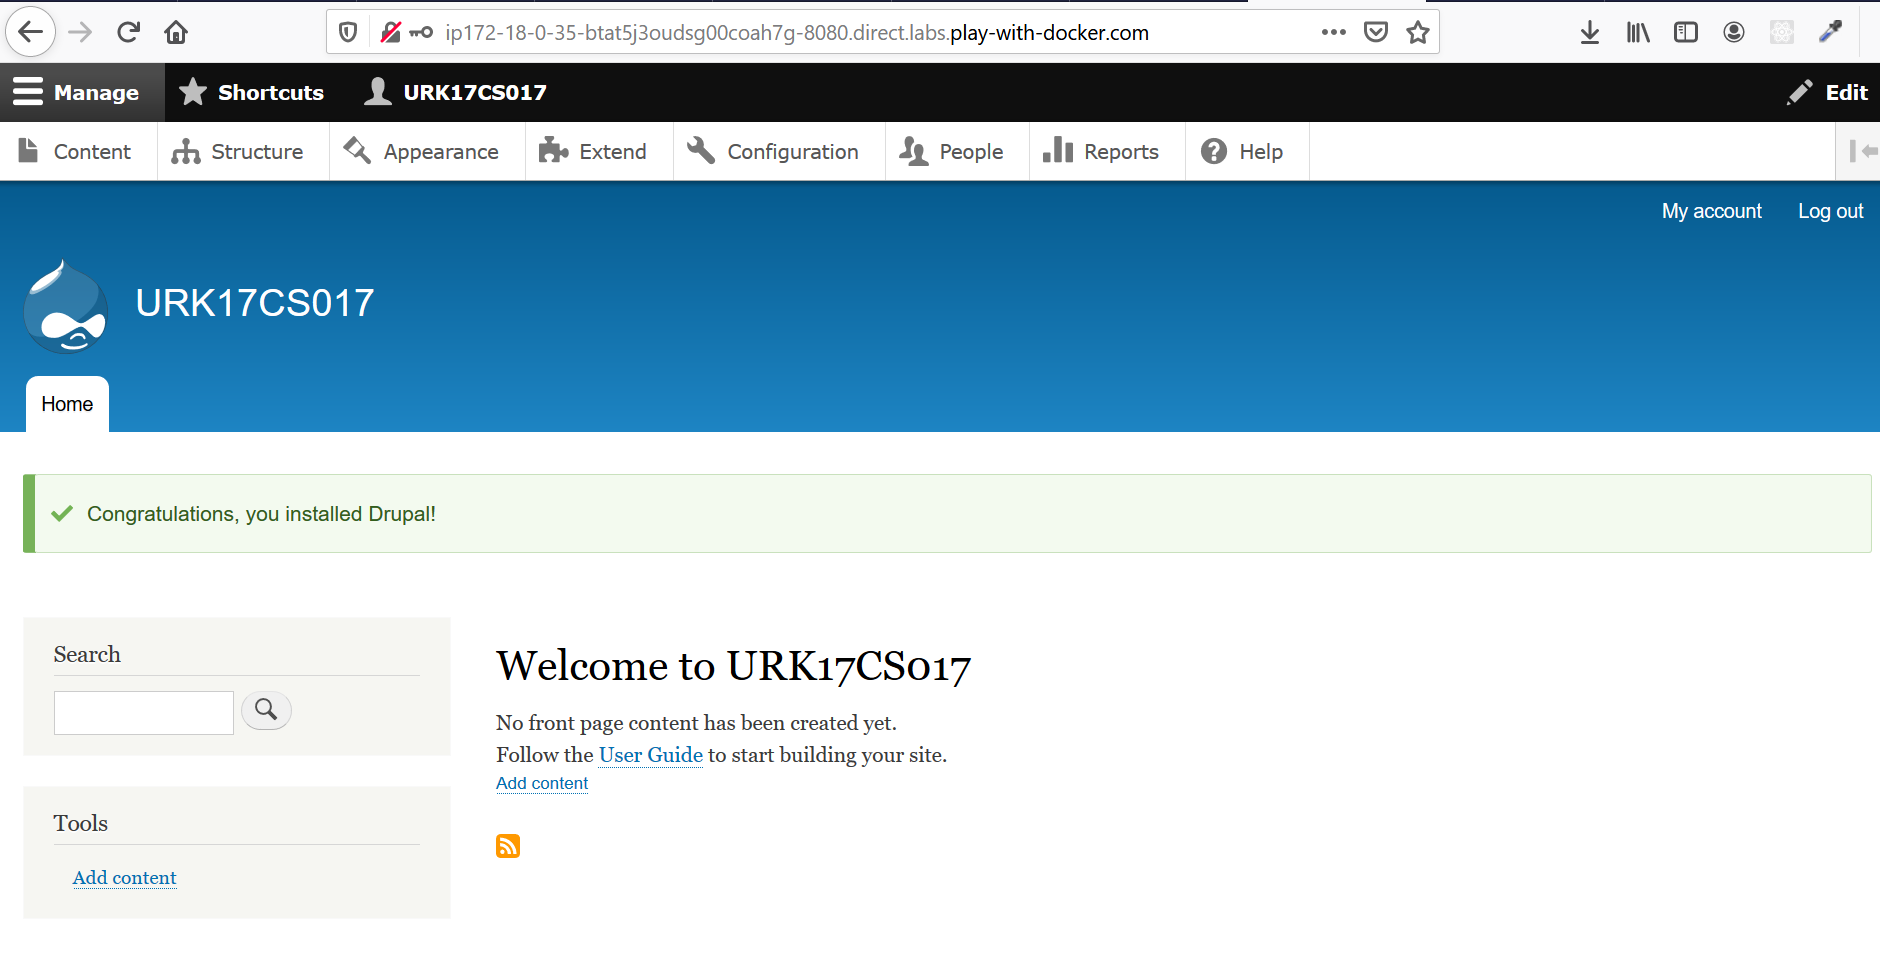 ip172-18-0-35-btat5j3oudsg00coah7g-8080.direct.labs.play-with-docker.com
Manage Shortcuts URK17CS017 Edit
Content Structure Appearance Extend Configuration People Reports Help
My account Log out
URK17CS017
Home
Congratulations, you installed Drupal!
Search
Tools
Add content
Welcome to URK17CS017
No front page content has been created yet.
Follow the User Guide to start building your site.
Add content